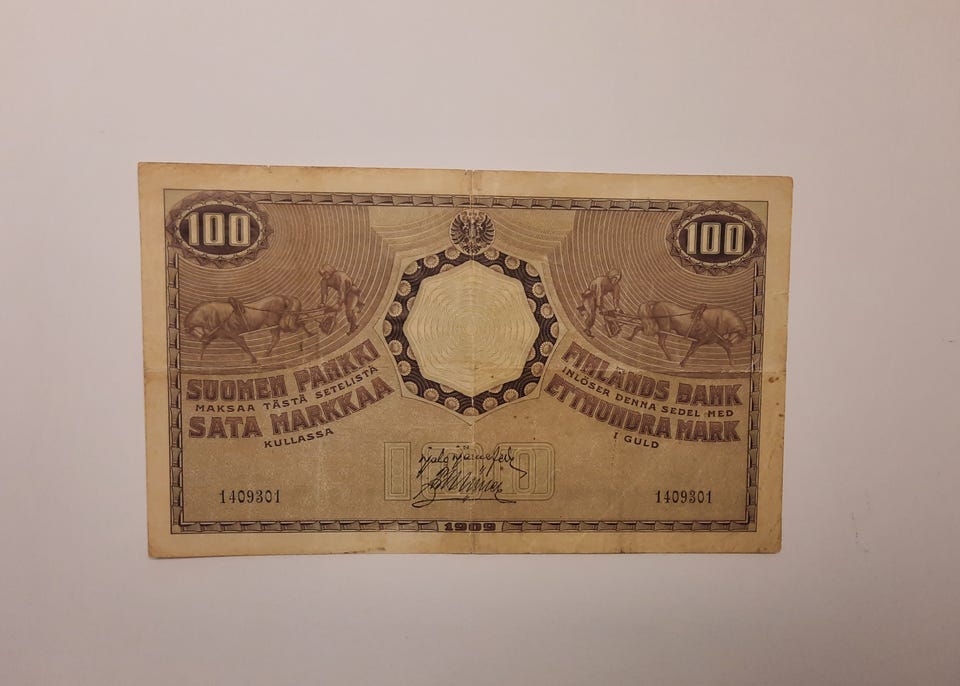 100
100
SUOMEN PANKKI
MAKSAA TÄSTÄ SETELISTÄ
SATA MARKKAA
KULLASSA
FINLANDS BANK
INLÖSER DENNA SEDEL MED
ETTHUNDRA MARK
I GULD
100
1409301
1409301
1909